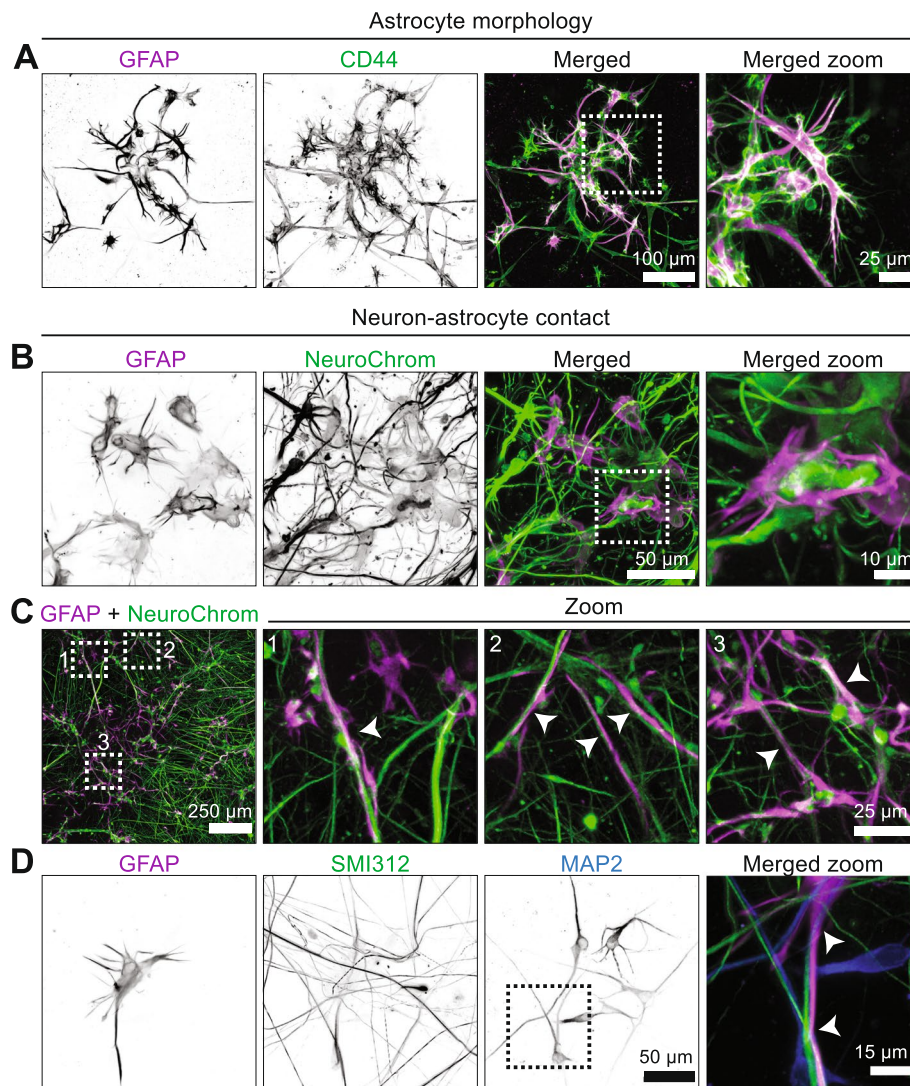 Astrocyte morphology
A
GFAP CD44 Merged Merged zoom
100 µm 25 µm
Neuron-astrocyte contact
B
GFAP NeuroChrom Merged Merged zoom
50 µm 10 µm
C GFAP + NeuroChrom Zoom
1 2 3
1 2 3
250 µm 25 µm
D
GFAP SMI312 MAP2 Merged zoom
50 µm 15 µm